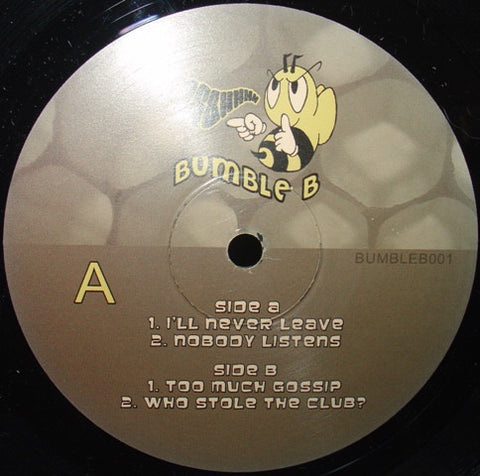 BUMBLE B
BUMBLEB001
A
SIDE A
1. I'LL NEVER LEAVE
2. NOBODY LISTENS
SIDE B
1. TOO MUCH GOSSIP
2. WHO STOLE THE CLUB?